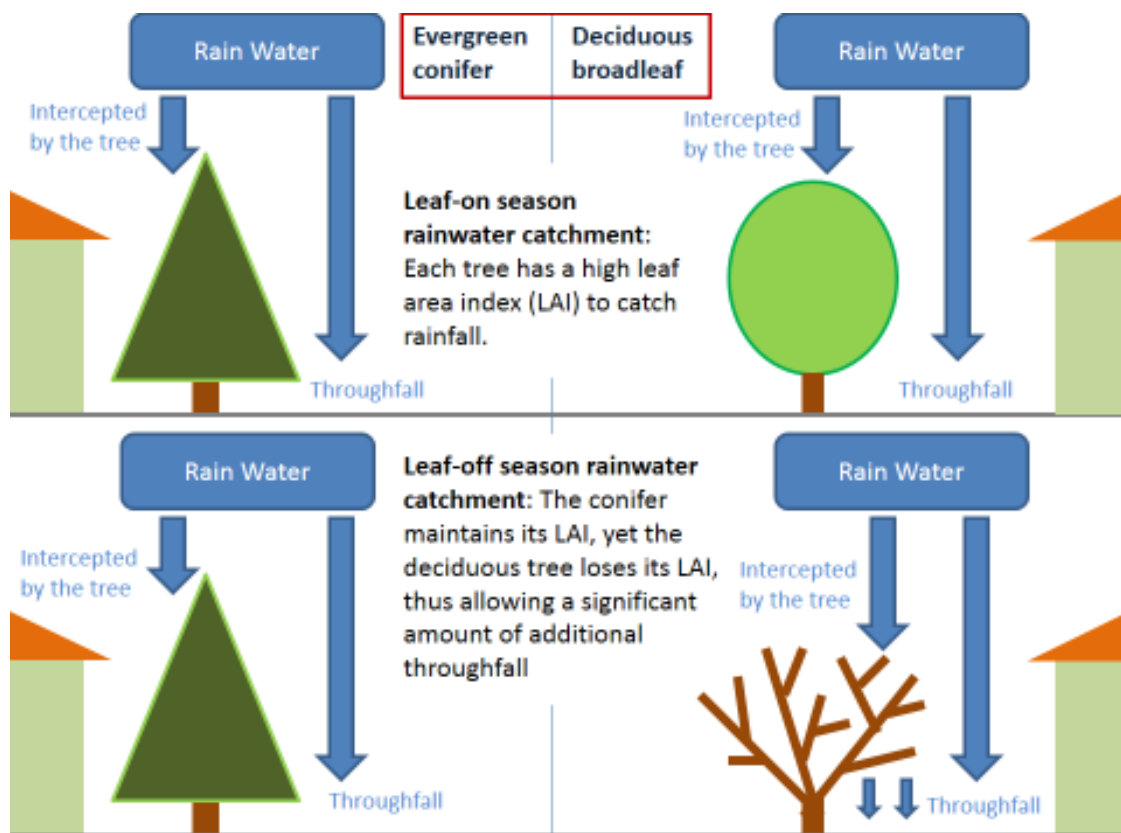 Rain Water
Evergreen
conifer
Deciduous
broadleaf
Rain Water
Intercepted
by the tree
Intercepted
by the tree
Leaf-on season
rainwater catchment:
Each tree has a high leaf
area index (LAI) to catch
rainfall.
Throughfall
Throughfall
Rain Water
Leaf-off season rainwater
catchment: The conifer
maintains its LAI, yet the
deciduous tree loses its LAI,
thus allowing a significant
amount of additional
throughfall
Rain Water
Intercepted
by the tree
Intercepted
by the tree
Throughfall
Throughfall